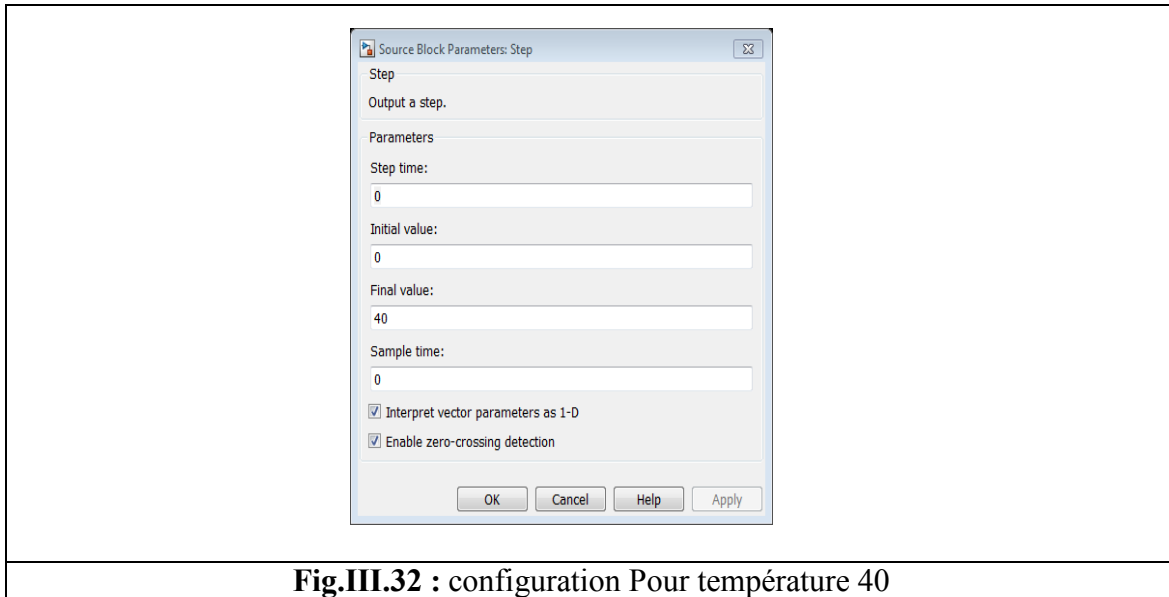 Source Block Parameters: Step
Step
Output a step.
Parameters
Step time:
0
Initial value:
0
Final value:
40
Sample time:
0
Interpret vector parameters as 1-D
Enable zero-crossing detection
OK Cancel Help Apply
Fig.III.32 : configuration Pour température 40